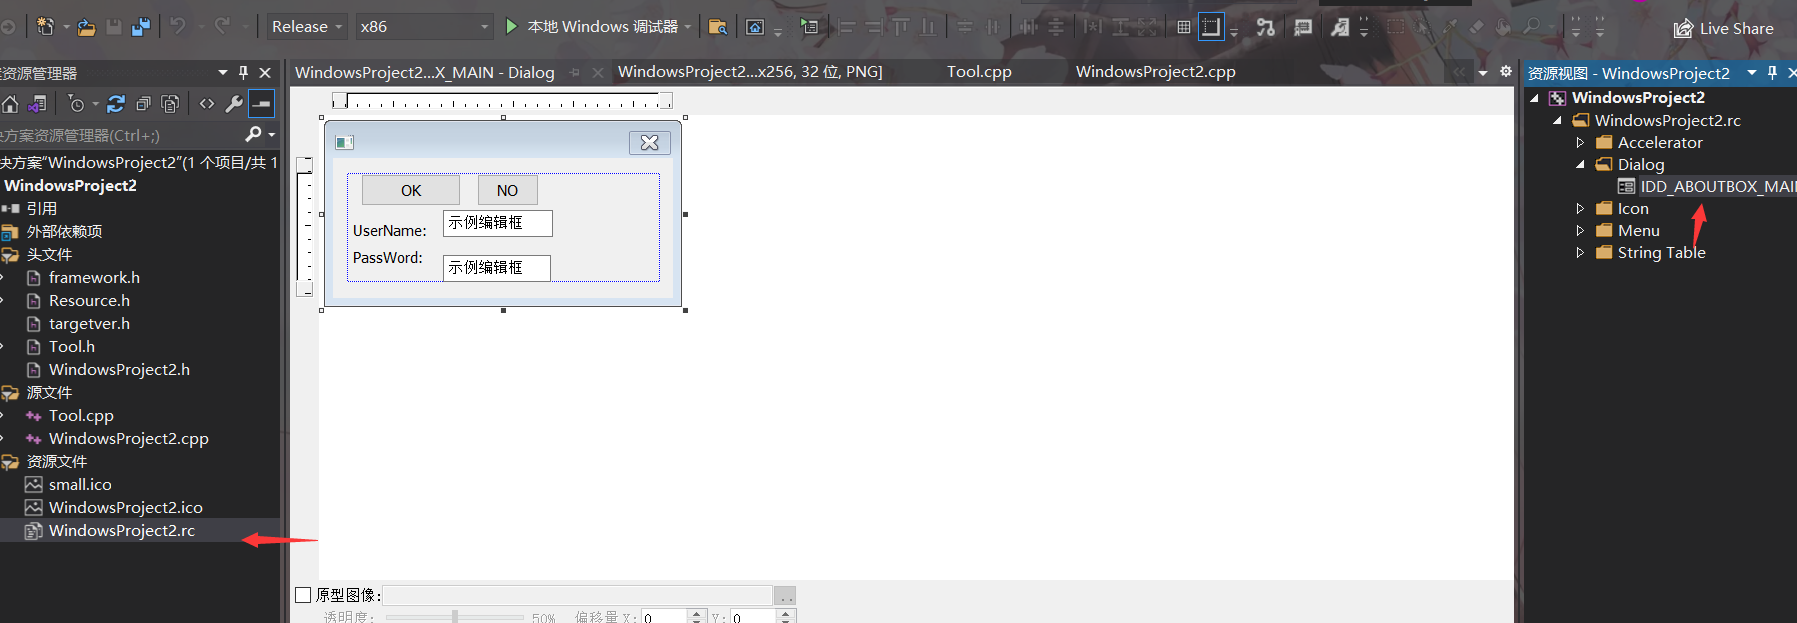 Release
x86
本地 Windows 调试器
Live Share
资源管理器
方案资源管理器(Ctrl+;)
决方案"WindowsProject2"(1 个项目/共 1
WindowsProject2
引用
外部依赖项
头文件
framework.h
Resource.h
targetver.h
Tool.h
WindowsProject2.h
源文件
Tool.cpp
WindowsProject2.cpp
资源文件
small.ico
WindowsProject2.ico
WindowsProject2.rc
WindowsProject2...X_MAIN - Dialog
WindowsProject2...x256, 32 位, PNG]
Tool.cpp
WindowsProject2.cpp
OK
NO
UserName:
示例编辑框
PassWord:
示例编辑框
原型图像:
..
透明度:
50%
偏移量 X:
0
Y:
0
资源视图 - WindowsProject2
WindowsProject2
WindowsProject2.rc
Accelerator
Dialog
IDD_ABOUTBOX_MAI
Icon
Menu
String Table